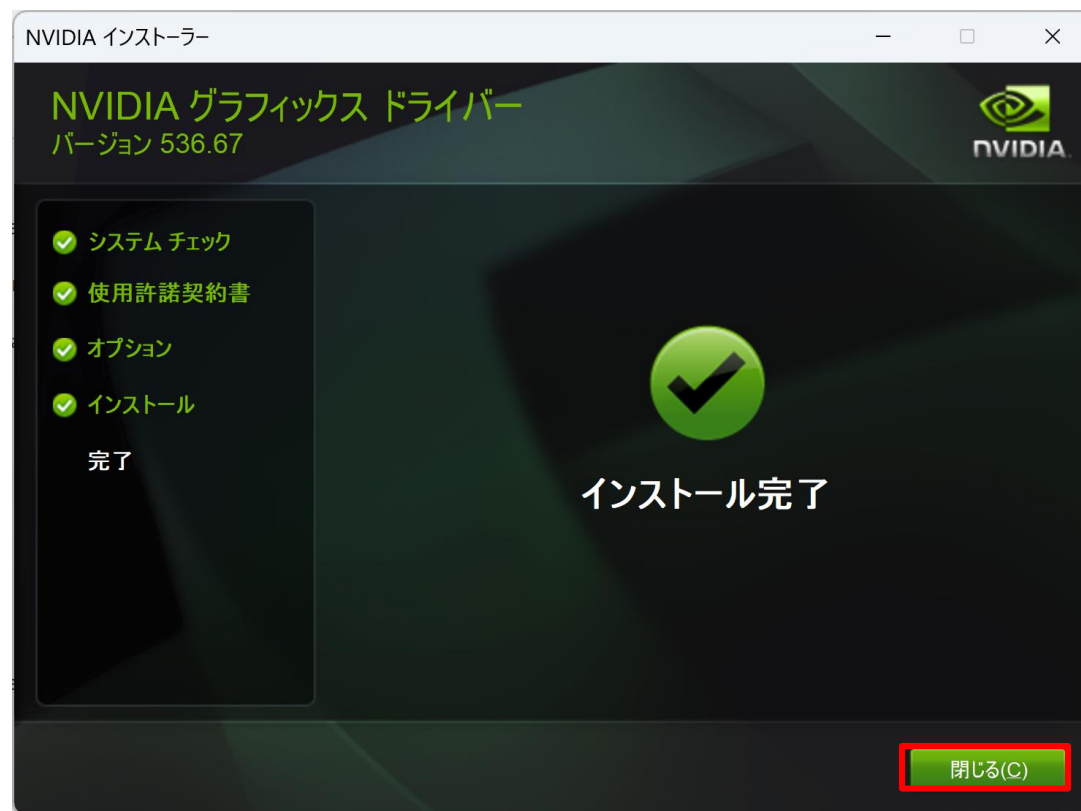 NVIDIA インストーラー
NVIDIA グラフィックス ドライバー
バージョン 536.67
NVIDIA.
システム チェック
使用許諾契約書
オプション
インストール
完了
インストール完了
閉じる(C)